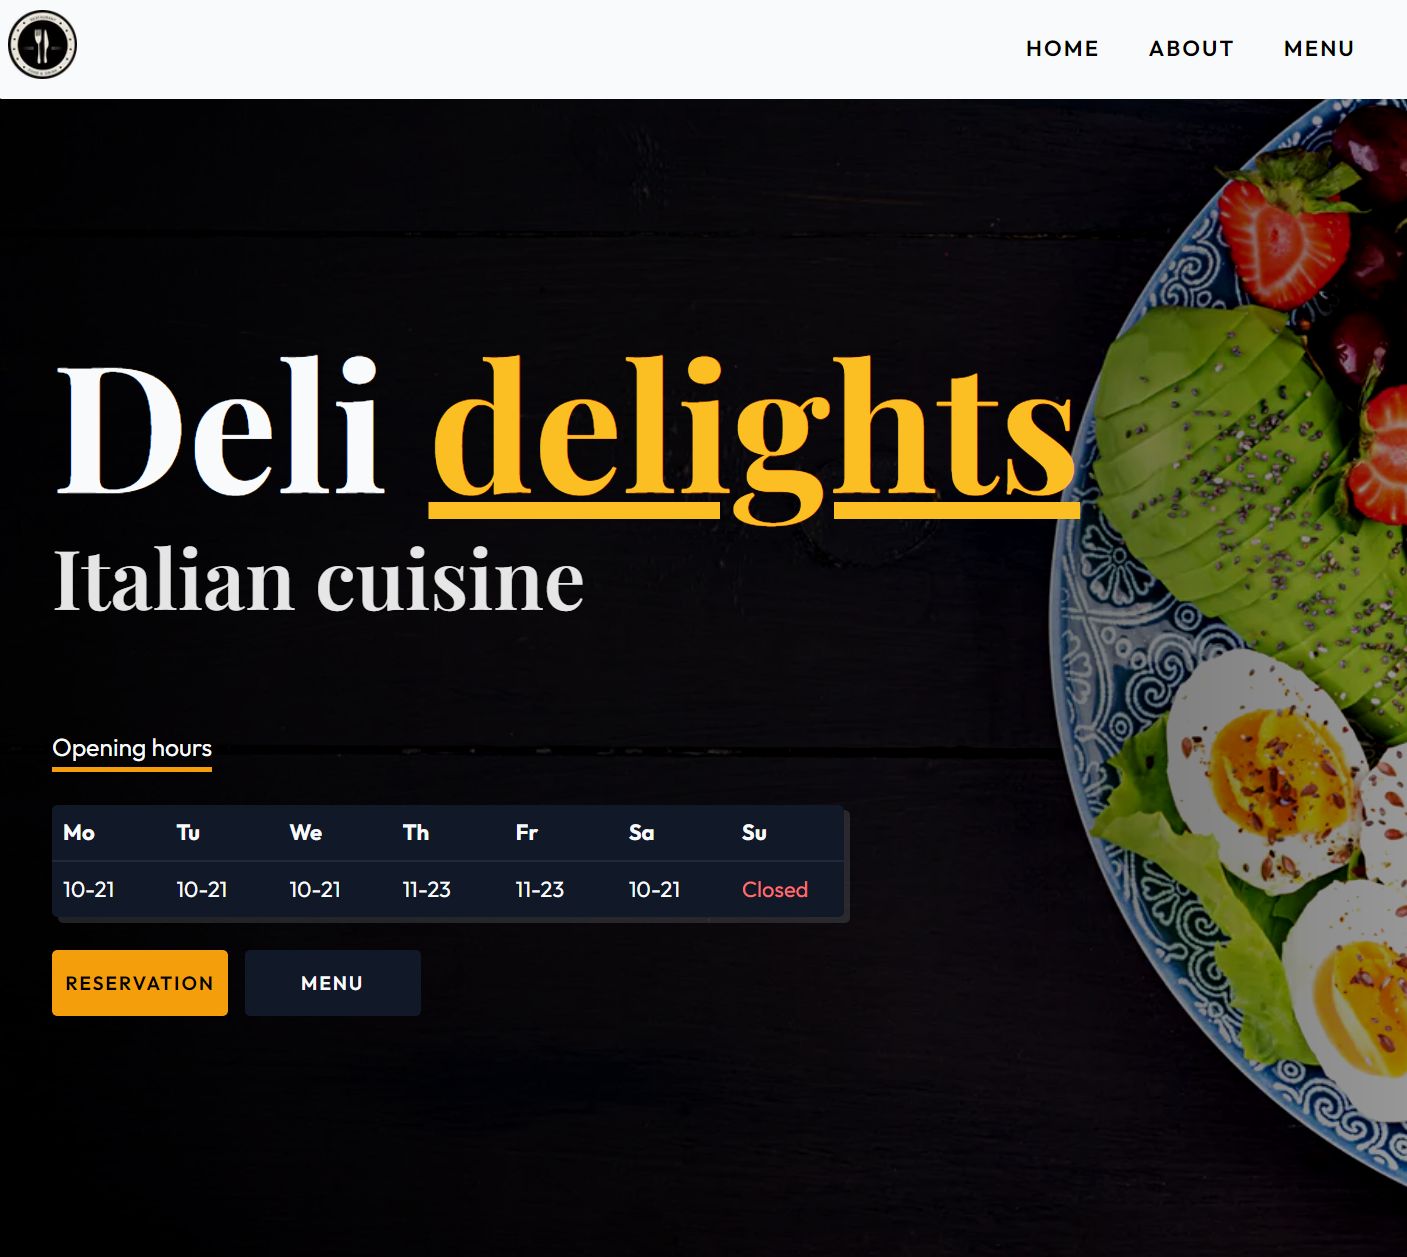 HOME ABOUT MENU
Deli delights
Italian cuisine
Opening hours
Mo Tu We Th Fr Sa Su
10-21 10-21 10-21 11-23 11-23 10-21 Closed
RESERVATION MENU